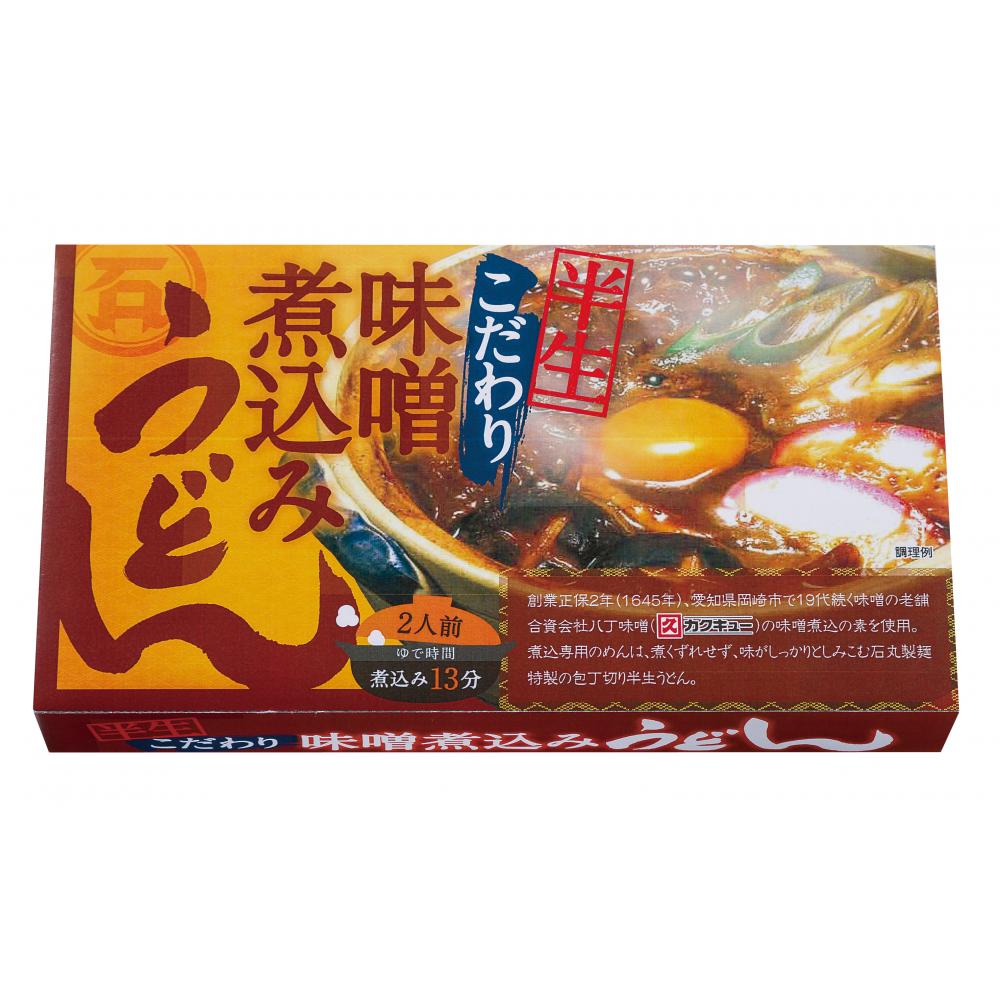 石
半生
こだわり
味噌
煮込み
うどん
調理例
2人前
ゆで時間
煮込み13分
創業正保2年(1645年)、愛知県岡崎市で19代続く味噌の老舗
合資会社八丁味噌(久カクキュー)の味噌煮込の素を使用。
煮込専用のめんは、煮くずれせず、味がしっかりとしみこむ石丸製麺
特製の包丁切り半生うどん。
半生 こだわり 味噌煮込みうどん